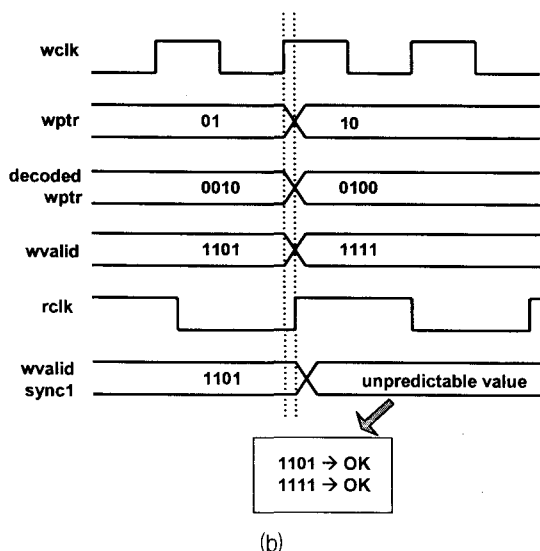 wclk
wptr 01 10
decoded
wptr 0010 0100
wvalid 1101 1111
rclk
wvalid
sync1 1101 unpredictable value
1101 → OK
1111 → OK
(b)